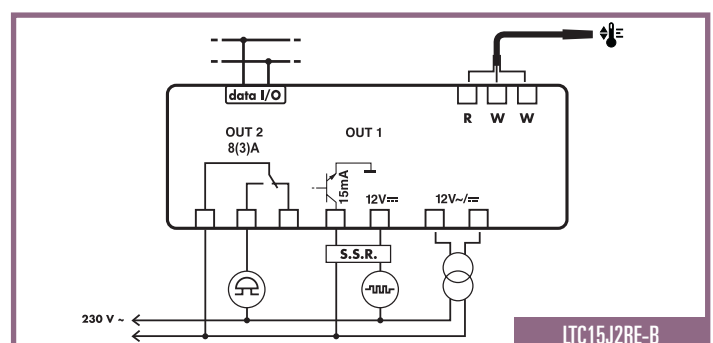 data I/O
R W W
OUT 2
8(3)A
OUT 1
15mA
12V⎓
12V~/⎓
S.S.R.
230 V ~
LTC15J2RE-B